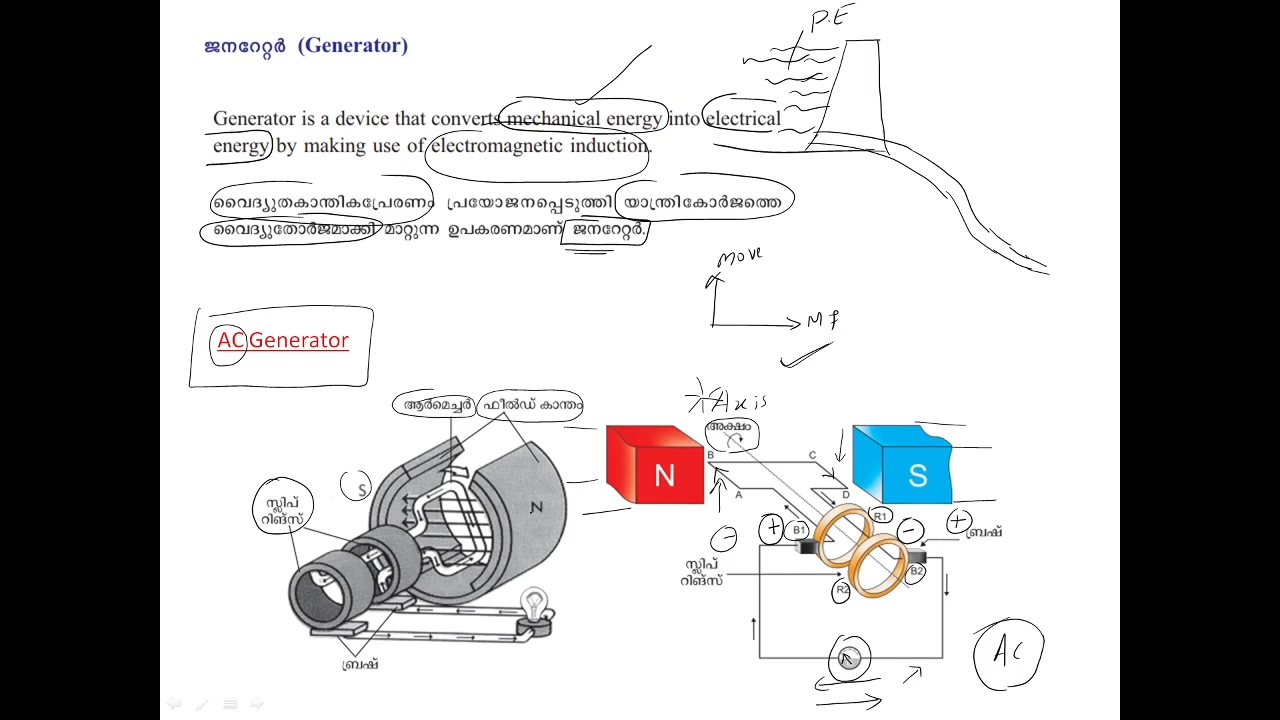 ജനറേറ്റർ (Generator)
P.E
Generator is a device that converts mechanical energy into electrical
energy by making use of electromagnetic induction.
വൈദ്യുതകാന്തികപ്രേരണം പ്രയോജനപ്പെടുത്തി യാന്ത്രികോർജത്തെ
വൈദ്യുതോർജമാക്കി മാറ്റുന്ന ഉപകരണമാണ് ജനറേറ്റർ.
move
MF
AC Generator
ആർമെച്ചർ ഫീൽഡ് കാന്തം
Axis
അക്ഷം
B C
N S
A D
S
N
സ്ലിപ്
റിങ്സ്
R1
+ B1 - +
ബ്രഷ്
-
B2
സ്ലിപ്
റിങ്സ്
R2
ബ്രഷ്
AC